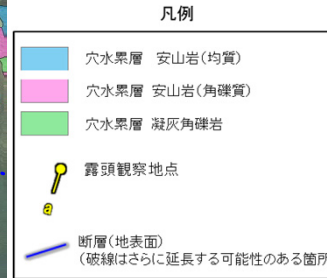 凡例
穴水累層 安山岩(均質)
穴水累層 安山岩(角礫質)
穴水累層 凝灰角礫岩
露頭観察地点
a
断層(地表面)
(破線はさらに延長する可能性のある箇所